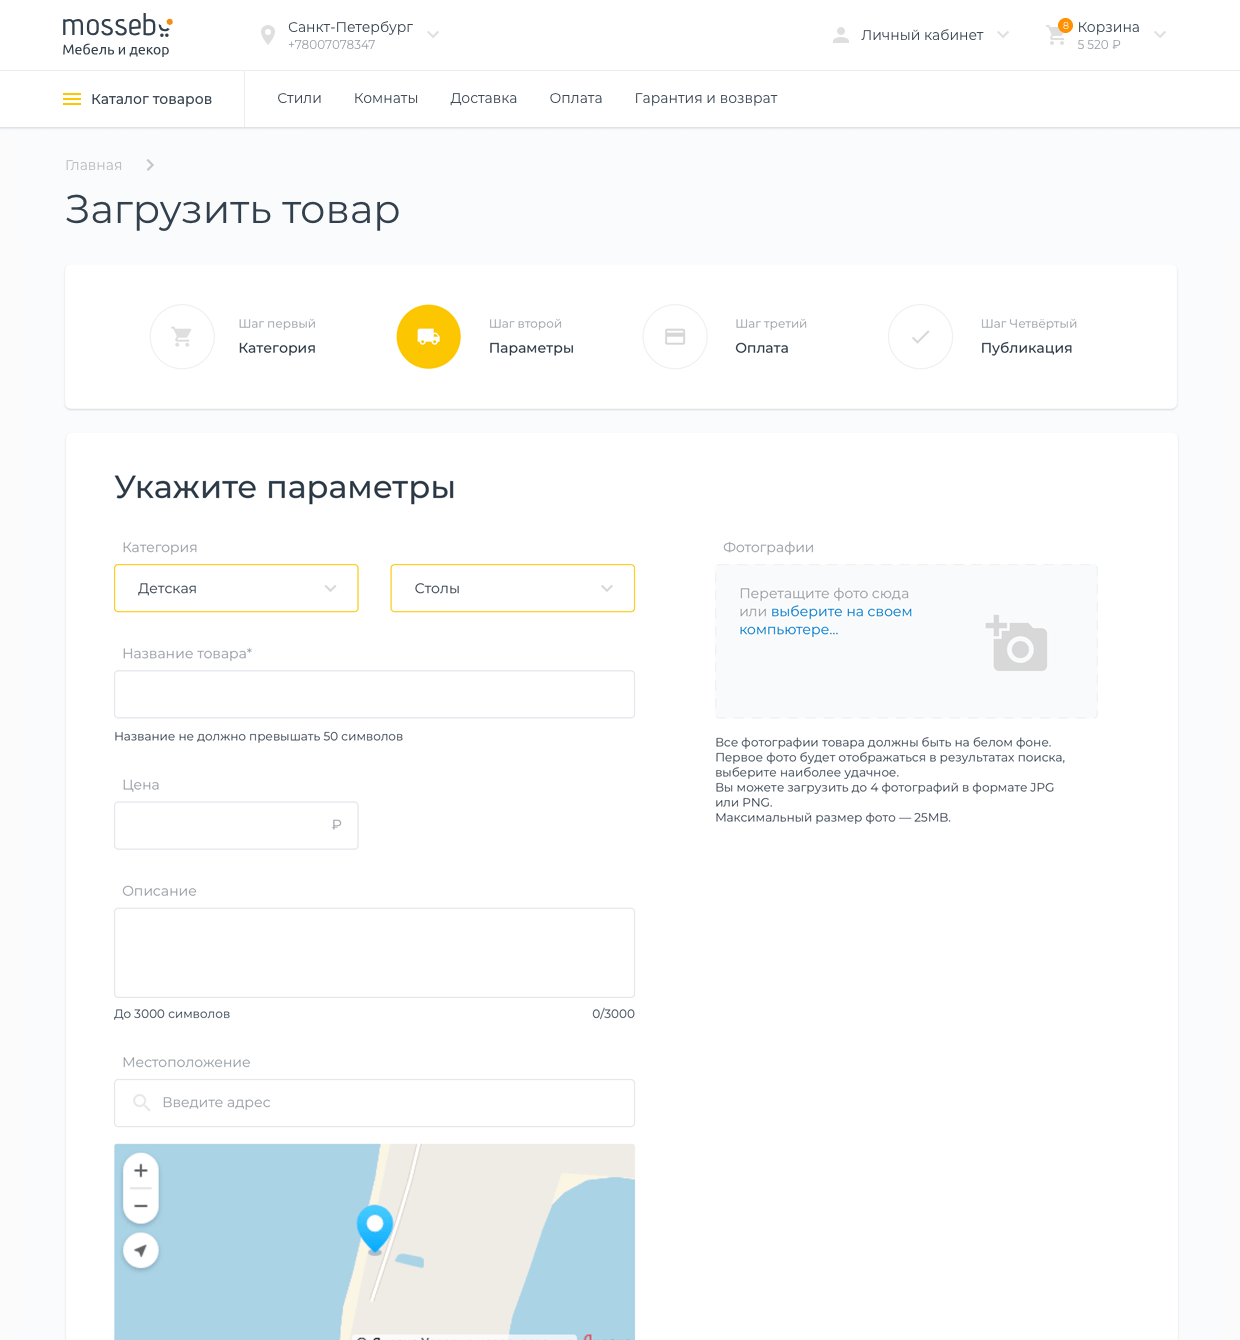 mosseb
Мебель и декор
Санкт-Петербург
+78007078347
Личный кабинет
8
Корзина
5 520 ₽
Каталог товаров
Стили
Комнаты
Доставка
Оплата
Гарантия и возврат
Главная
Загрузить товар
Шаг первый
Категория
Шаг второй
Параметры
Шаг третий
Оплата
Шаг Четвёртый
Публикация
Укажите параметры
Категория
Детская
Столы
Название товара*
Название не должно превышать 50 символов
Цена
₽
Описание
До 3000 символов
0/3000
Местоположение
Введите адрес
Фотографии
Перетащите фото сюда
или выберите на своем
компьютере...
Все фотографии товара должны быть на белом фоне.
Первое фото будет отображаться в результатах поиска,
выберите наиболее удачное.
Вы можете загрузить до 4 фотографий в формате JPG
или PNG.
Максимальный размер фото — 25MB.